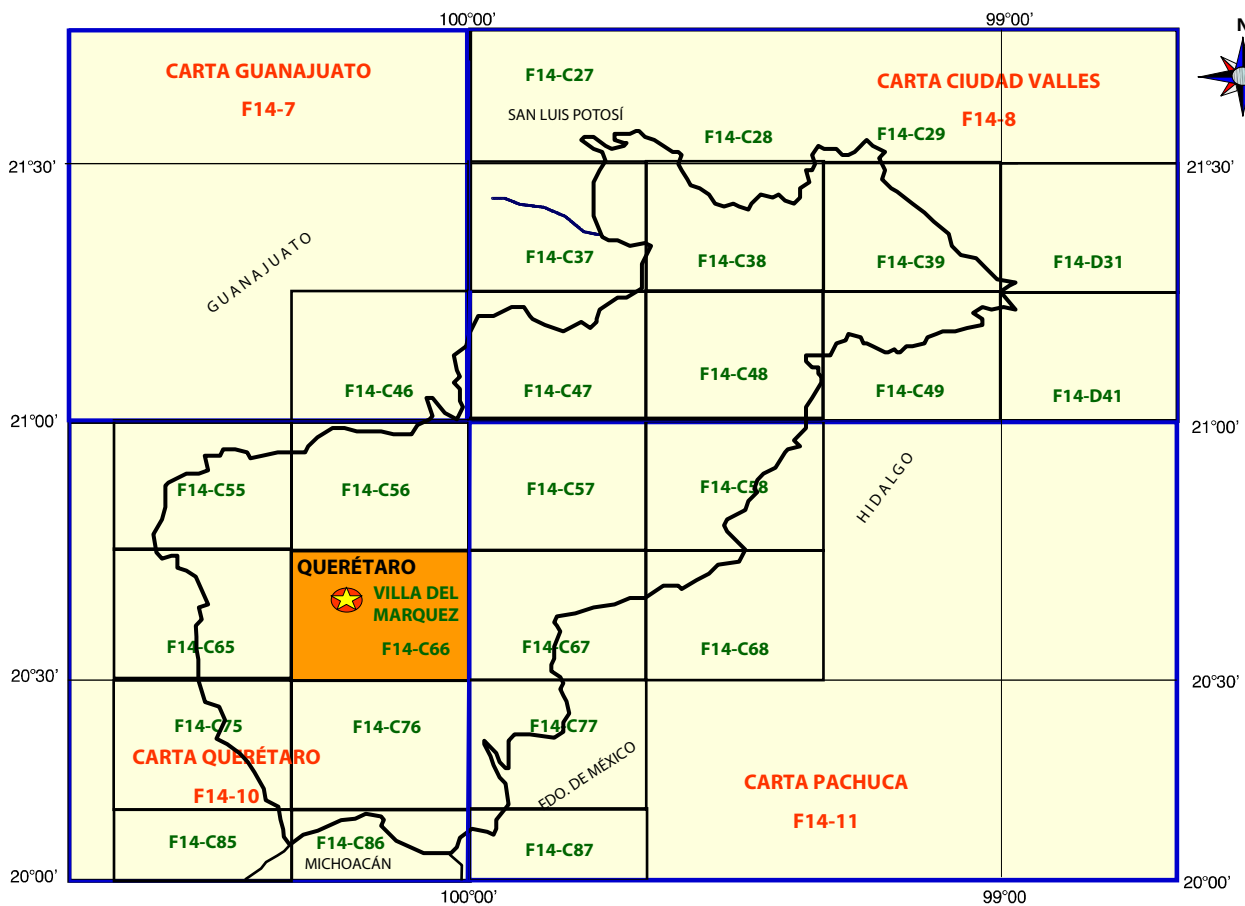 100°00'
99°00'
N
CARTA GUANAJUATO
F14-7
F14-C27
CARTA CIUDAD VALLES
F14-8
SAN LUIS POTOSÍ
F14-C28
F14-C29
21°30'
21°30'
GUANAJUATO
F14-C37
F14-C38
F14-C39
F14-D31
F14-C46
F14-C47
F14-C48
F14-C49
F14-D41
21°00'
21°00'
F14-C55
F14-C56
F14-C57
F14-C58
HIDALGO
QUERÉTARO
VILLA DEL
MARQUEZ
F14-C65
F14-C66
F14-C67
F14-C68
20°30'
20°30'
F14-C75
F14-C76
F14-C77
CARTA QUERÉTARO
F14-10
EDO. DE MÉXICO
CARTA PACHUCA
F14-11
F14-C85
F14-C86
MICHOACÁN
F14-C87
20°00'
20°00'
100°00'
99°00